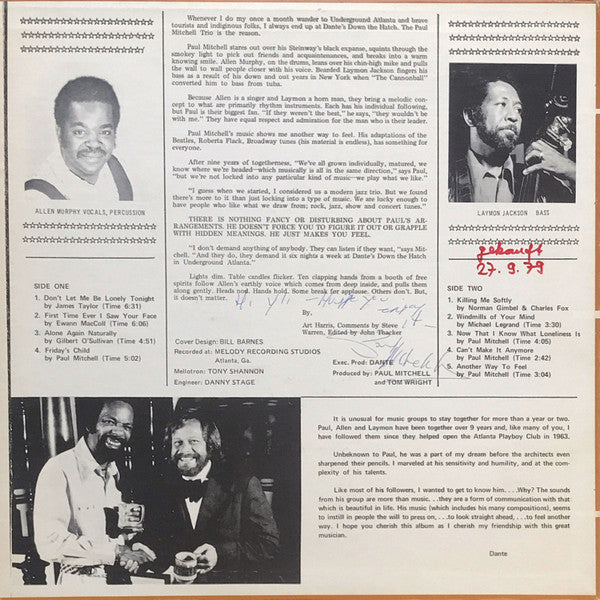 Whenever I do my once a month wander to Underground Atlanta and brave
tourists and indiginous folks, I always end up at Dante's Down the Hatch. The Paul
Mitchell Trio is the reason.
Paul Mitchell stares out over his Steinway's black expanse, squints through the
smokey light to pick out friends and acquaintenances, and breaks into a warm
knowing smile. Allen Murphy, on the drums, leans over his chin-high mike and pulls
the wall to wall people closer with his voice. Bearded Laymon Jackson fingers his
bass as a result of his down and out years in New York when "The Cannonball"
converted him to bass from tuba.
Because Allen is a singer and Laymon a horn man, they bring a melodic con-
cept to what are primarily rhythm instruments. Each has his individual following,
but Paul is their biggest fan. "If they weren't the best," he says, "they wouldn't be
with me." They have equal respect and admiration for the man who is their leader.
Paul Mitchell's music shows me another way to feel. His adaptations of the
Beatles, Roberta Flack, Broadway tunes (his material is endless), has something for
everyone.
After nine years of togetherness, "We've all grown individually, matured, we
know where we're headed—which musically is all in the same direction," says Paul,
"but we're not locked into any particular kind of music—we play what we like."
"I guess when we started, I considered us a modern jazz trio. But we found
there's more to it than just locking into a type of music. We are lucky enough to
have people who like what we draw from; rock, jazz, show and concert tunes."
THERE IS NOTHING FANCY OR DISTURBING ABOUT PAUL'S AR-
RANGEMENTS. HE DOESN'T FORCE YOU TO FIGURE IT OUT OR GRAPPLE
WITH HIDDEN MEANINGS. HE JUST MAKES YOU FEEL.
"I don't demand anything of anybody. They can listen if they want," says Mit-
chell. "And they do, they demand it six nights a week at Dante's Down the Hatch
in Underground Atlanta."
Lights dim. Table candles flicker. Ten clapping hands from a booth of free
spirits follow Allen's earthy voice which comes from deep inside, and pulls them
along gently. Heads nod. Hands hold. Some break for applause. Others don't. But,
it doesn't matter.
By,
Art Harris, Comments by Steve
Warren, Edited by John Thacker
ALLEN MURPHY VOCALS, PERCUSSION
LAYMON JACKSON BASS
gekauft
27.9.79
SIDE ONE
1. Don't Let Me Be Lonely Tonight
by James Taylor (Time 6:31)
2. First Time Ever I Saw Your Face
by Ewann MacColl (Time 6:06)
3. Alone Again Naturally
by Gilbert O'Sullivan (Time 4:51)
4. Friday's Child
by Paul Mitchell (Time 5:02)
Cover Design: BILL BARNES
Recorded at: MELODY RECORDING STUDIOS
Atlanta, Ga.
Mellotron: TONY SHANNON
Engineer: DANNY STAGE
Exec. Prod: DANTE
Produced by: PAUL MITCHELL
and TOM WRIGHT
SIDE TWO
1. Killing Me Softly
by Norman Gimbel & Charles Fox
2. Windmills of Your Mind
by Michael Legrand (Time 3:30)
3. Now That I Know What Loneliness Is
by Paul Mitchell (Time 4:05)
4. Can't Make It Anymore
by Paul Mitchell (Time 2:42)
5. Another Way To Feel
by Paul Mitchell (Time 3:04)
It is unusual for music groups to stay together for more than a year or two.
Paul, Allen and Laymon have been together over 9 years and, like many of you, I
have followed them since they helped open the Atlanta Playboy Club in 1963.
Unbeknown to Paul, he was a part of my dream before the architects even
sharpened their pencils. I marveled at his sensitivity and humility, and at the com-
plexity of his talents.
Like most of his followers, I wanted to get to know him. . . .Why? The sounds
from his group are more than music. . .they are a form of communication with that
which is beautiful in life. His music (which includes his many compositions), seems
to instill in people the will to press on,. . .to look straight ahead,. . .to feel another
way. I hope you cherish this album as I cherish my friendship with this great
musician.
Dante